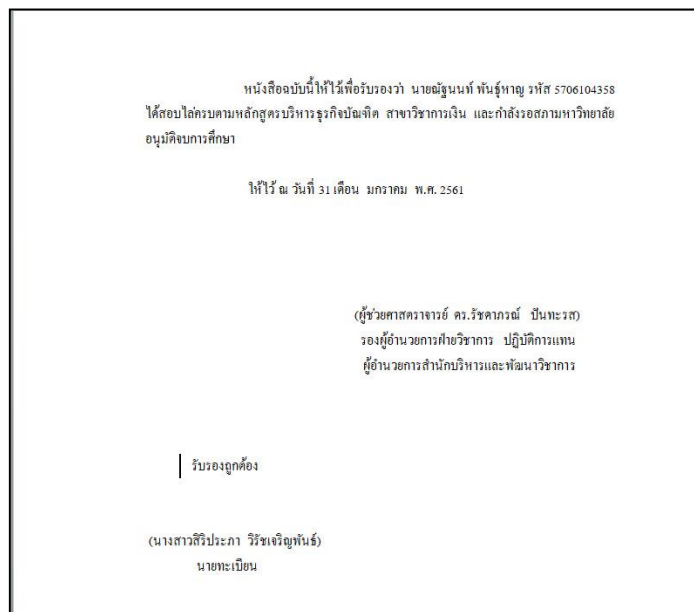 หนังสือฉบับนี้ให้ไว้เพื่อรับรองว่า นายณัฐนนท์ พันธุ์หาญ รหัส 5706104358
ได้สอบไล่ครบตามหลักสูตรบริหารธุรกิจบัณฑิต สาขาวิชาการเงิน และกำลังรอสภามหาวิทยาลัย
อนุมัติจบการศึกษา
ให้ไว้ ณ วันที่ 31 เดือน มกราคม พ.ศ. 2561
(ผู้ช่วยศาสตราจารย์ ดร.รัชดาภรณ์ ปันทะรส)
รองผู้อำนวยการฝ่ายวิชาการ ปฏิบัติการแทน
ผู้อำนวยการสำนักบริหารและพัฒนาวิชาการ
รับรองถูกต้อง
(นางสาวสิริประภา วิรัชเจริญพันธ์)
นายทะเบียน